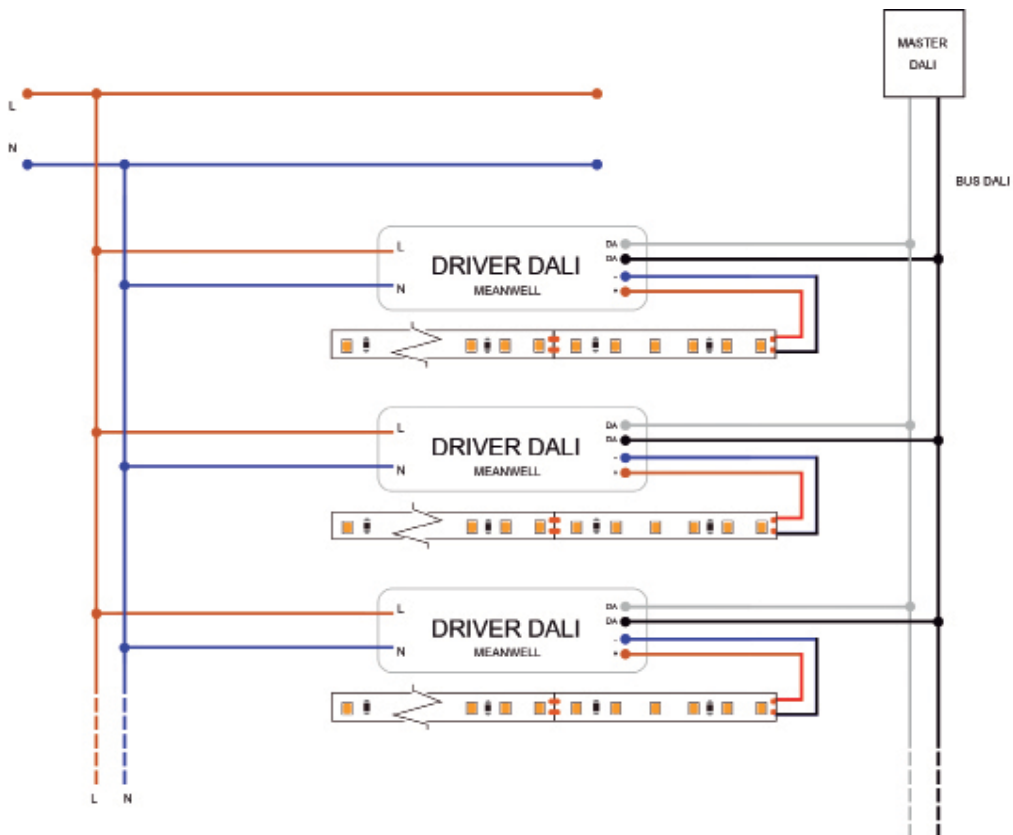 MASTER
DALI
L
N
BUS DALI
L
DRIVER DALI
MEANWELL
N
DA
DA
-
+
L
DRIVER DALI
MEANWELL
N
DA
DA
-
+
L
DRIVER DALI
MEANWELL
N
DA
DA
-
+
L N